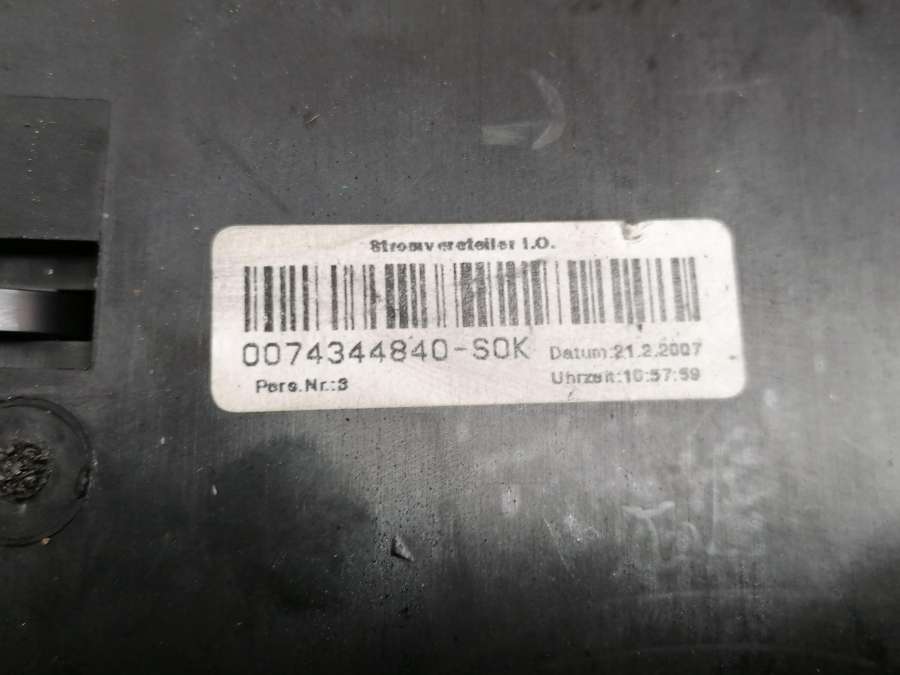 Stromverteiler i.O.
0074344840-S0K
Datum:21.2.2007
Pers.Nr.:3
Uhrzeit:10:57:59